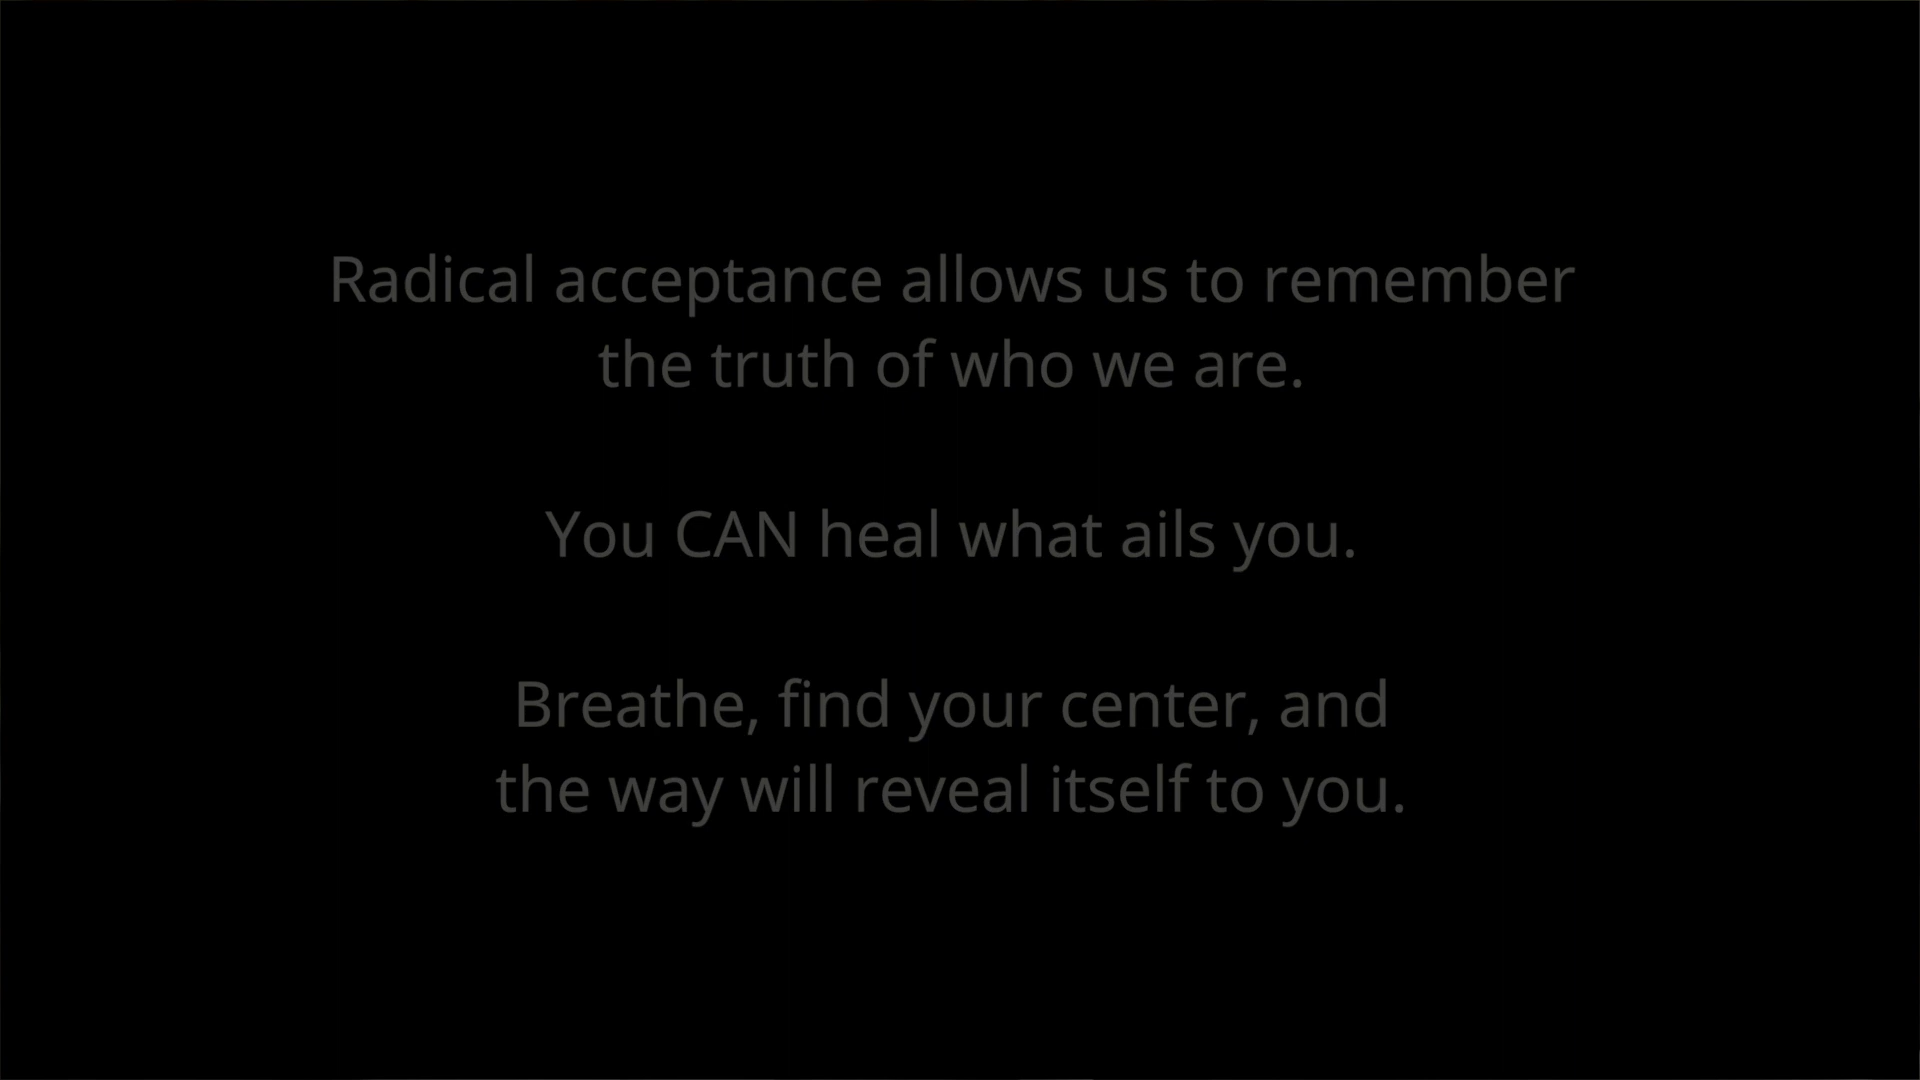 Radical acceptance allows us to remember
the truth of who we are.
You CAN heal what ails you.
Breathe, find your center, and
the way will reveal itself to you.